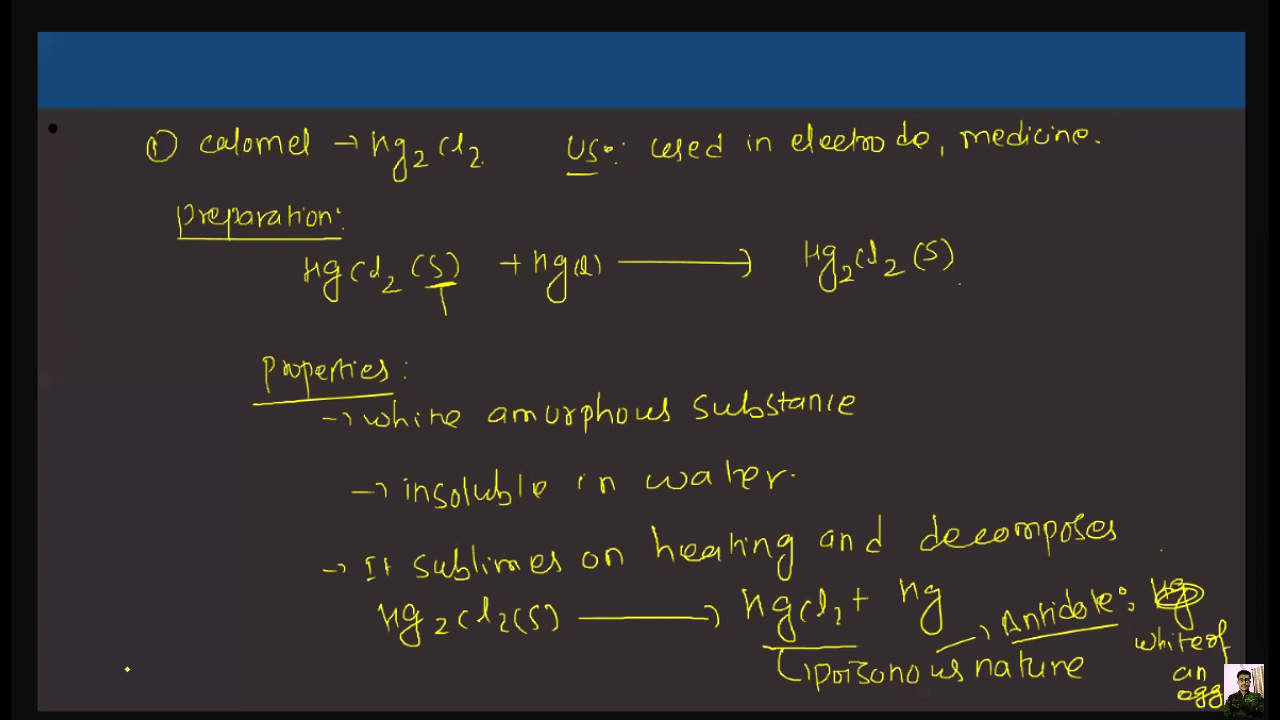 ① Calomel → Hg2Cl2 Use: used in electrode, medicine.
Preparation:
HgCl2 (s) + Hg(l) → Hg2Cl2 (s)
Properties:
→ white amorphous substance
→ insoluble in water.
→ It sublimes on heating and decomposes
Hg2Cl2(s) → HgCl2 + Hg
→ poisonous nature
→ Antidote:
white of
an
egg